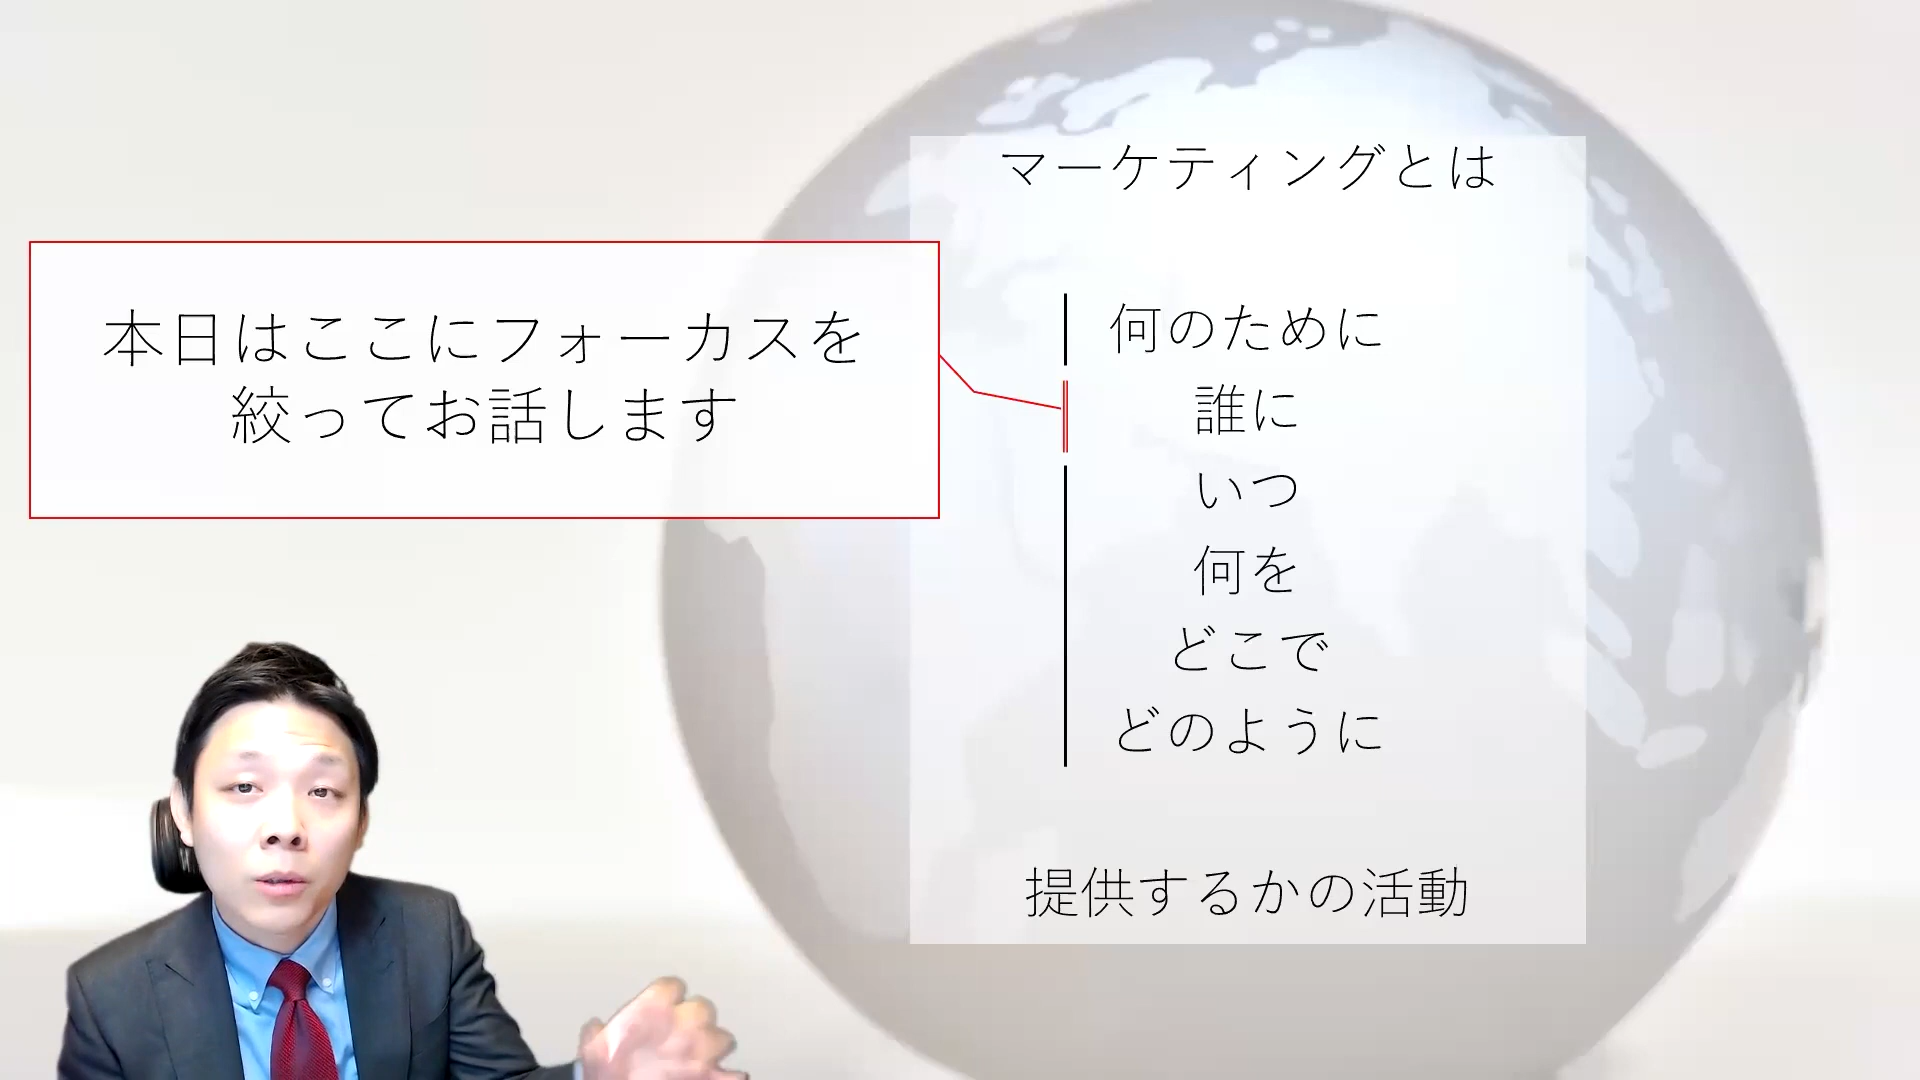 マーケティングとは
本日はここにフォーカスを
絞ってお話します
何のために
誰に
いつ
何を
どこで
どのように
提供するかの活動